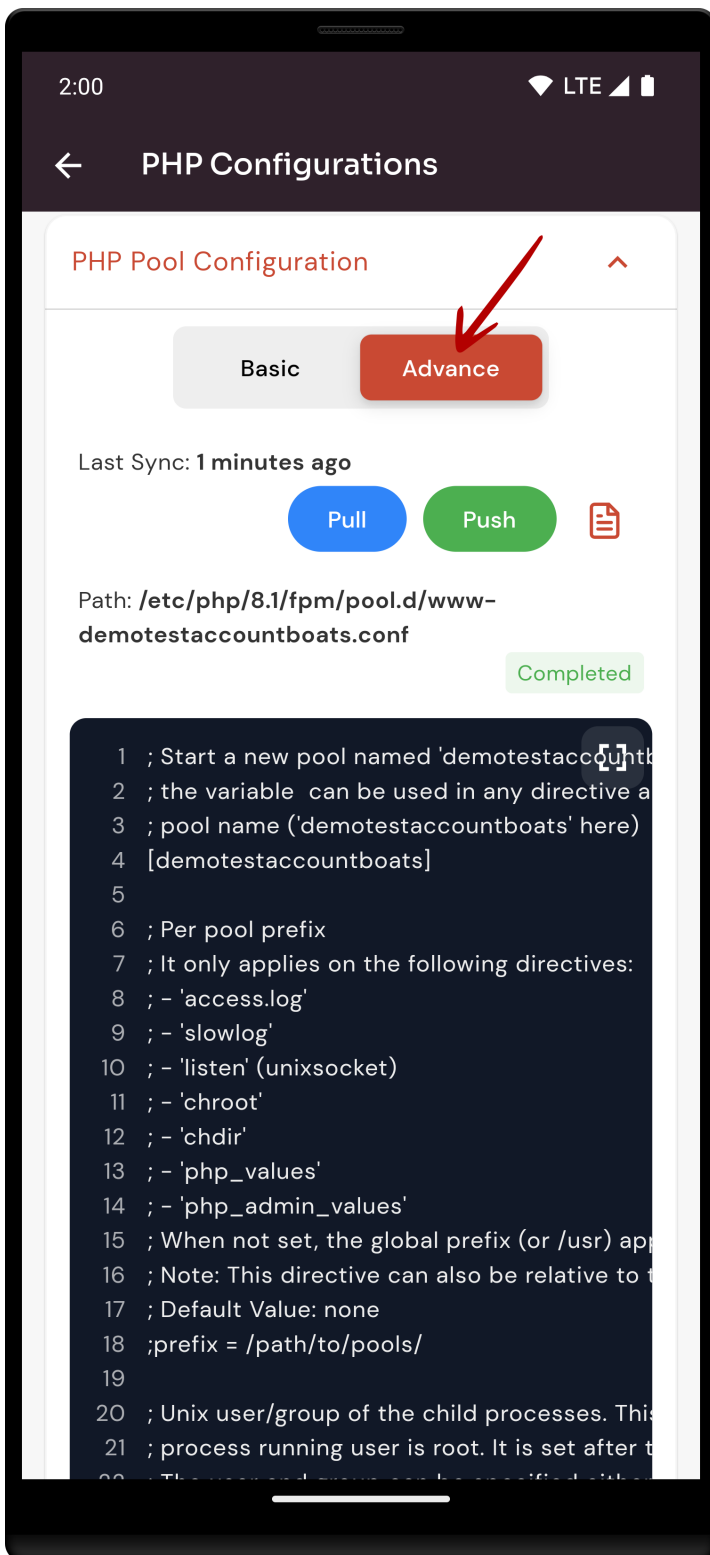 2:00 LTE
PHP Configurations
PHP Pool Configuration
Basic Advance
Last Sync: 1 minutes ago
Pull Push
Path: /etc/php/8.1/fpm/pool.d/www-
demotestaccountboats.conf
Completed
1 ; Start a new pool named
2 ; the variable can be used in any directive
3 ; pool name ('demotestaccountboats' here)
4 [demotestaccountboats]
5
6 ; Per pool prefix
7 ; It only applies on the following directives:
8 ; - 'access.log'
9 ; - 'slowlog'
10 ; - 'listen' (unixsocket)
11 ; - 'chroot'
12 ; - 'chdir'
13 ; - 'php_values'
14 ; - 'php_admin_values'
15 ; When not set, the global prefix (or /usr)
16 ; Note: This directive can also be relative to
17 ; Default Value: none
18 ;prefix = /path/to/pools/
19
20 ; Unix user/group of the child processes.
21 ; process running user is root. It is set after